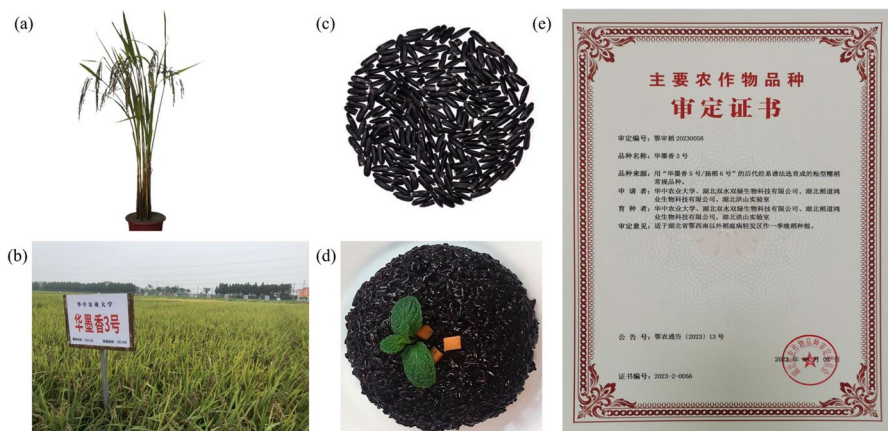 (a)
(b)
华中农业大学
华墨香3号
(c)
(d)
(e)
主要农作物品种
审定证书
审定编号：鄂审稻 20230058
品种名称：华墨香 3 号
品种来源：用“华墨香 5 号/扬稻 6 号”的后代经系谱法选育成的籼型糯稻
常规品种。
申 请 者：华中农业大学、湖北双水双绿生物科技有限公司、湖北稻道鸿
业生物科技有限公司、湖北洪山实验室
育 种 者：华中农业大学、湖北双水双绿生物科技有限公司、湖北稻道鸿
业生物科技有限公司、湖北洪山实验室
审定意见：适于湖北省鄂西南以外稻瘟病轻发区作一季晚稻种植。
公 告 号：鄂农通告〔2023〕13号
证书编号：2023-2-0056